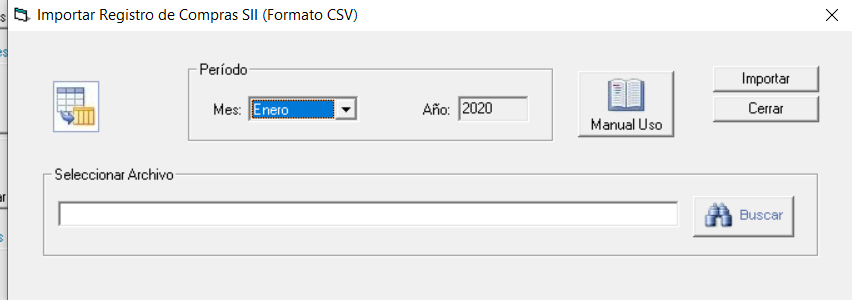 Importar Registro de Compras SII (Formato CSV)
Período
Mes: Enero
Año: 2020
Manual Uso
Importar
Cerrar
Seleccionar Archivo
Buscar